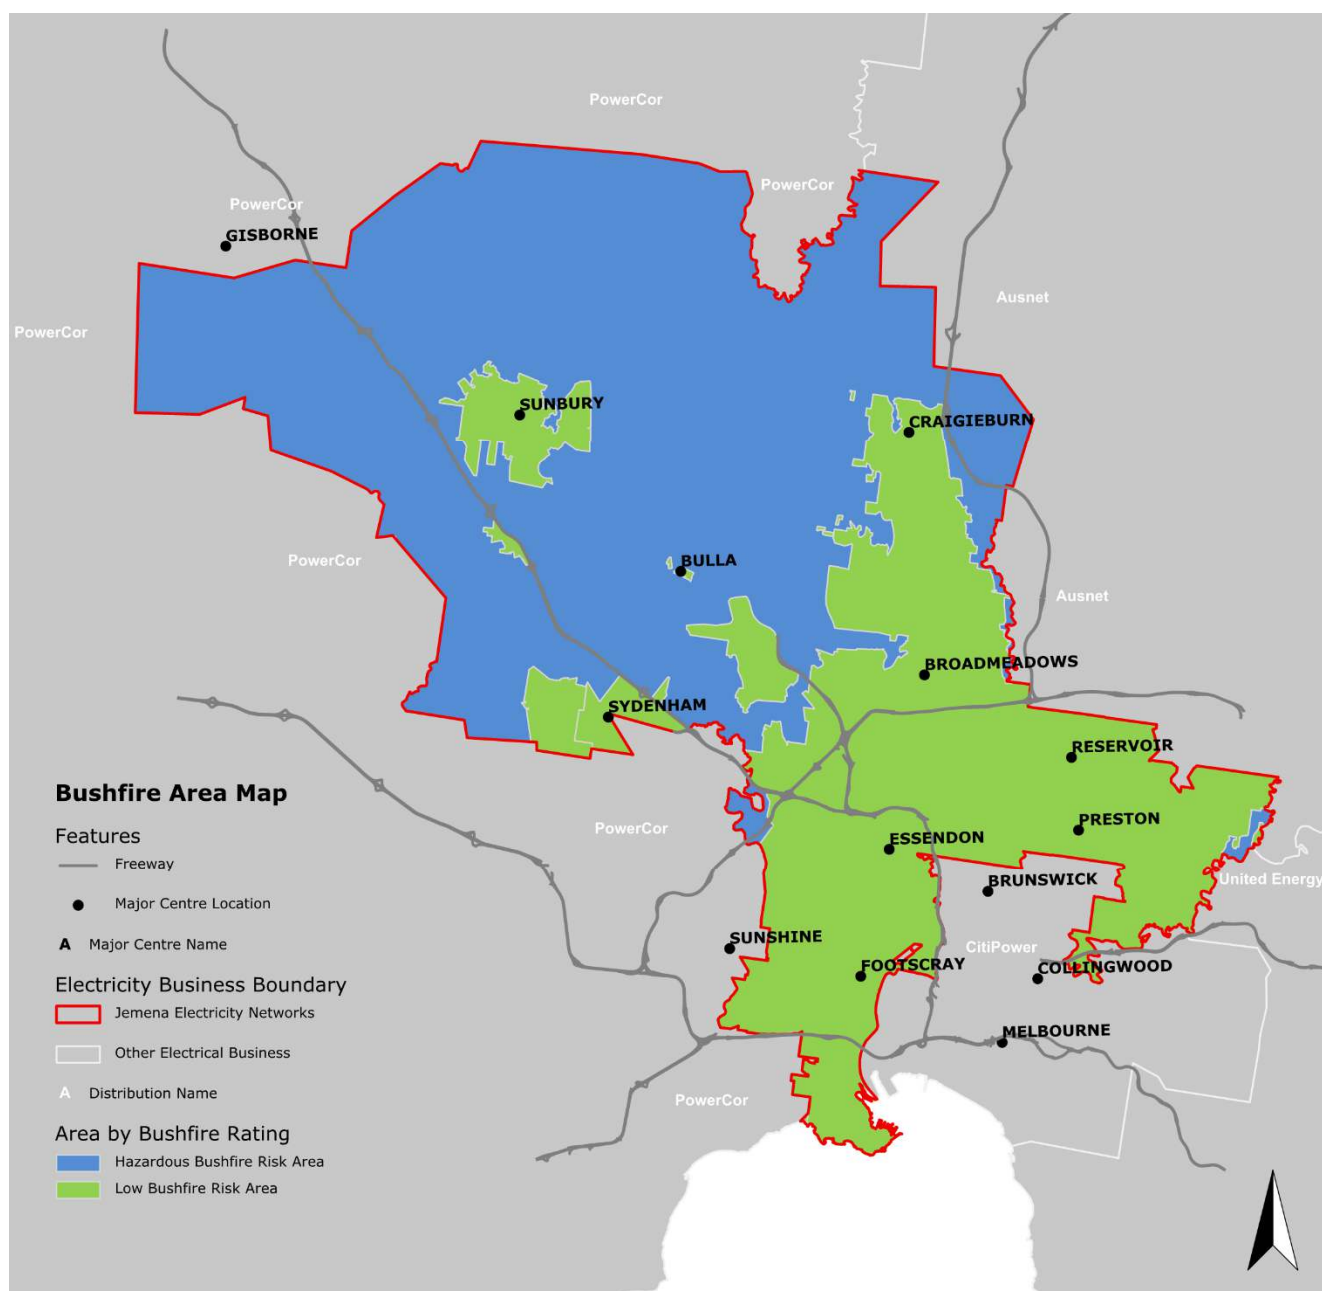 PowerCor
PowerCor
PowerCor
GISBORNE
Ausnet
PowerCor
SUNBURY
CRAIGIEBURN
PowerCor
BULLA
Ausnet
BROADMEADOWS
SYDENHAM
RESERVOIR
Bushfire Area Map
PowerCor
PRESTON
Features
ESSENDON
Freeway
BRUNSWICK
United Energy
Major Centre Location
SUNSHINE
A Major Centre Name
CitiPower
FOOTSCRAY
COLLINGWOOD
Electricity Business Boundary
Jemena Electricity Networks
MELBOURNE
Other Electrical Business
A Distribution Name
PowerCor
Area by Bushfire Rating
Hazardous Bushfire Risk Area
Low Bushfire Risk Area